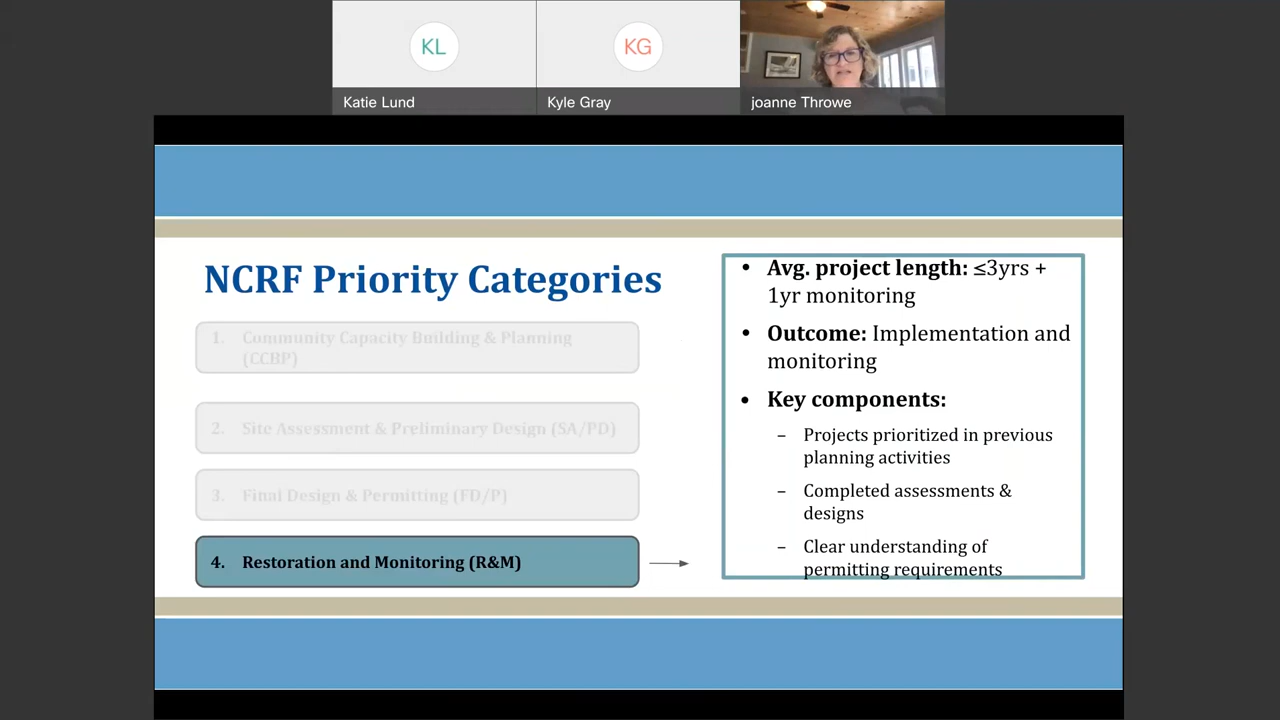 KL
KG
Katie Lund
Kyle Gray
joanne Throwe
NCRF Priority Categories
1. Community Capacity Building & Planning
(CCBP)
2. Site Assessment & Preliminary Design (SA/PD)
3. Final Design & Permitting (FD/P)
4. Restoration and Monitoring (R&M)
• Avg. project length: ≤3yrs +
1yr monitoring
• Outcome: Implementation and
monitoring
• Key components:
– Projects prioritized in previous
planning activities
– Completed assessments &
designs
– Clear understanding of
permitting requirements